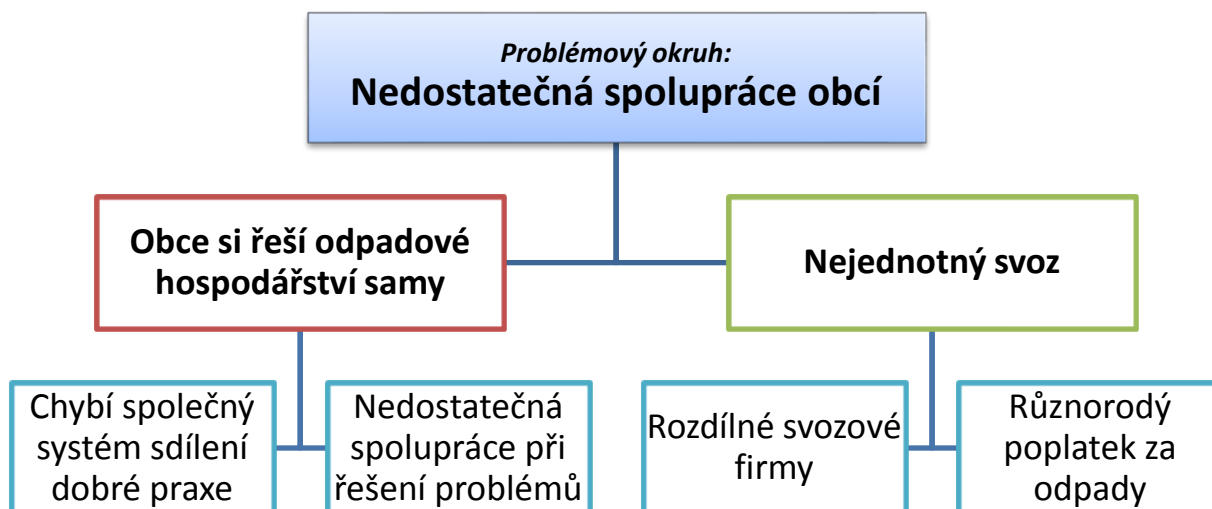 Problémový okruh:
Nedostatečná spolupráce obcí
Obce si řeší odpadové
hospodářství samy
Nejednotný svoz
Chybí společný
systém sdílení
dobré praxe
Nedostatečná
spolupráce při
řešení problémů
Rozdílné svozové
firmy
Různorodý
poplatek za
odpady